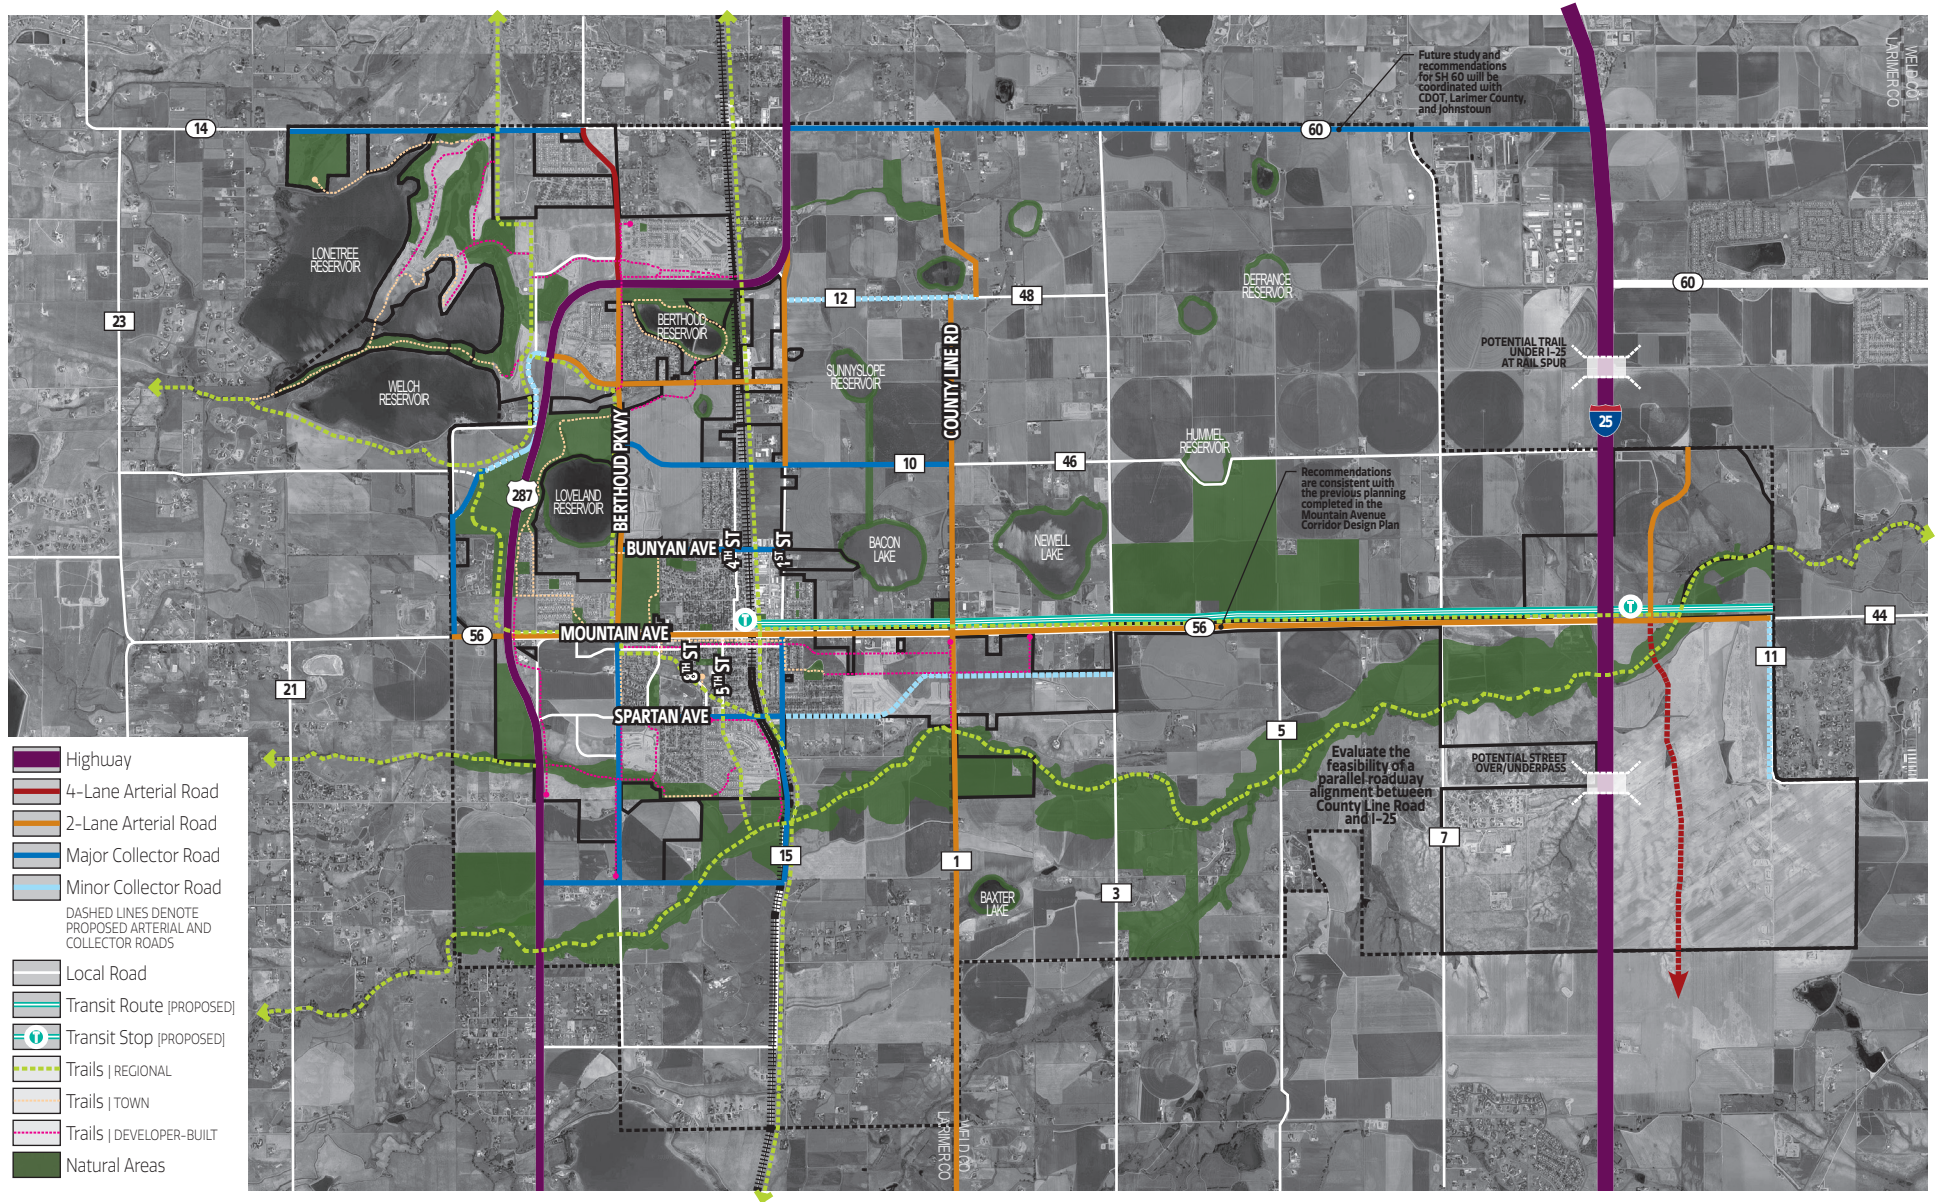 Future study and
recommendations
for SH 60 will be
coordinated with
CDOT, Larimer County,
and Johnstown
WELD CO
LARIMER CO
14
60
LONETREE
RESERVOIR
23
12
48
DEFRANCE
RESERVOIR
60
BERTHOUD
RESERVOIR
COUNTY LINE RD
POTENTIAL TRAIL
UNDER I-25
AT RAIL SPUR
SUNNYSLOPE
RESERVOIR
WELCH
RESERVOIR
25
BERTHOUD PKWY
HUMMEL
RESERVOIR
10
46
Recommendations
are consistent with
the previous planning
completed in the
Mountain Avenue
Corridor Design Plan
287
LOVELAND
RESERVOIR
BUNYAN AVE
4TH ST
1ST ST
BACON
LAKE
NEWELL
LAKE
T
T
56
MOUNTAIN AVE
56
44
8TH ST
5TH ST
11
21
SPARTAN AVE
5
Evaluate the
feasibility of a
parallel roadway
alignment between
County Line Road
and I-25
POTENTIAL STREET
OVER/UNDERPASS
7
15
1
3
BAXTER
LAKE
LARIMER CO
WELD CO
Highway
4-Lane Arterial Road
2-Lane Arterial Road
Major Collector Road
Minor Collector Road
DASHED LINES DENOTE
PROPOSED ARTERIAL AND
COLLECTOR ROADS
Local Road
Transit Route [PROPOSED]
T Transit Stop [PROPOSED]
Trails | REGIONAL
Trails | TOWN
Trails | DEVELOPER-BUILT
Natural Areas